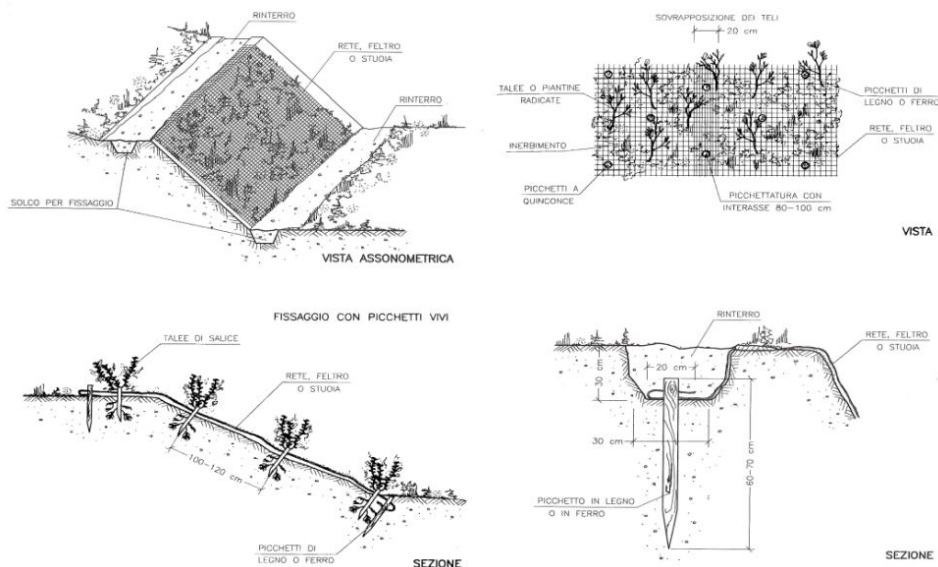 RINTERRO
RETE, FELTRO
O STUOIA
RINTERRO
SOLCO PER FISSAGGIO
VISTA ASSONOMETRICA
SOVRAPPOSIZIONE DEI TELI
20 cm
TALEE O PIANTINE
RADICATE
INERBIMENTO
PICCHETTI A
QUINCONCE
PICCHETTI DI
LEGNO O FERRO
RETE, FELTRO
O STUOIA
PICCHETTATURA CON
INTERASSE 80-100 cm
VISTA
FISSAGGIO CON PICCHETTI VIVI
TALEE DI SALICE
RETE, FELTRO
O STUOIA
100-120 cm
PICCHETTI DI
LEGNO O FERRO
SEZIONE
RINTERRO
RETE, FELTRO
O STUOIA
20 cm
30 cm
30 cm
60-70 cm
PICCHETTO IN LEGNO
O IN FERRO
SEZIONE